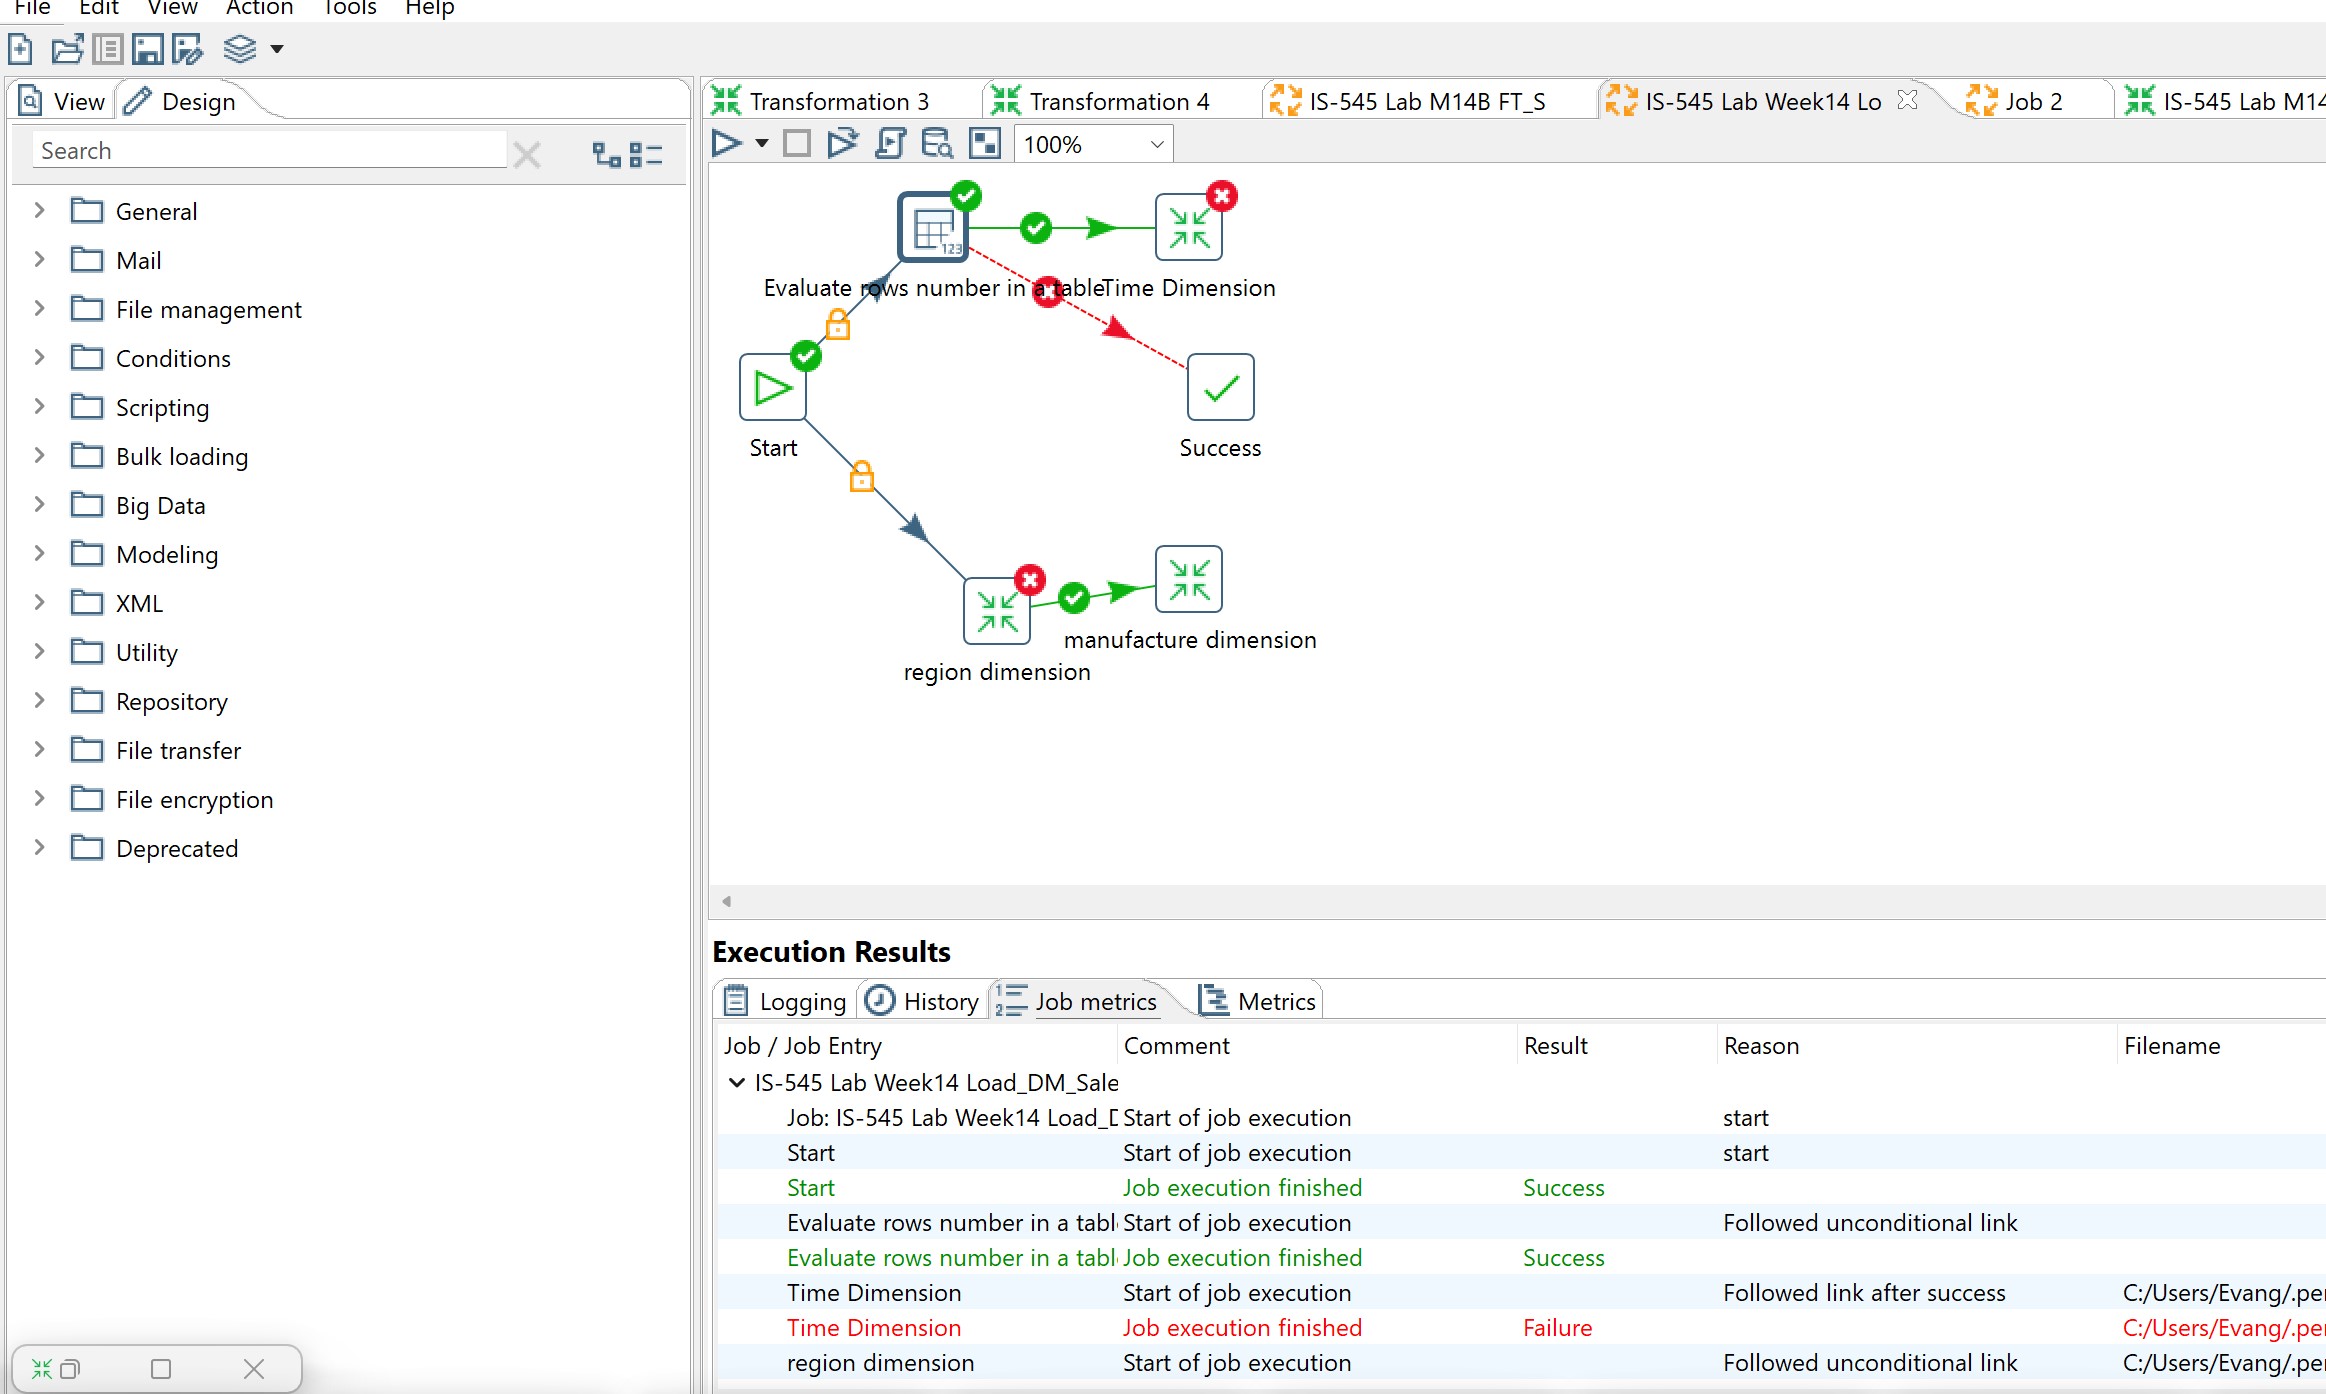 File Edit View Action Tools Help
View Design
Search
General
Mail
File management
Conditions
Scripting
Bulk loading
Big Data
Modeling
XML
Utility
Repository
File transfer
File encryption
Deprecated
Transformation 3 Transformation 4 IS-545 Lab M14B FT_S IS-545 Lab Week14 Lo Job 2 IS-545 Lab M14
100%
123
Evaluate rows number in a table Time Dimension
Start
Success
manufacture dimension
region dimension
Execution Results
Logging History Job metrics Metrics
Job / Job Entry Comment Result Reason Filename
IS-545 Lab Week14 Load_DM_Sale
Job: IS-545 Lab Week14 Load_D Start of job execution start
Start Start of job execution start
Start Job execution finished Success
Evaluate rows number in a tabl Start of job execution Followed unconditional link
Evaluate rows number in a tabl Job execution finished Success
Time Dimension Start of job execution Followed link after success C:/Users/Evang/.pe
Time Dimension Job execution finished Failure C:/Users/Evang/.pe
region dimension Start of job execution Followed unconditional link C:/Users/Evang/.pe